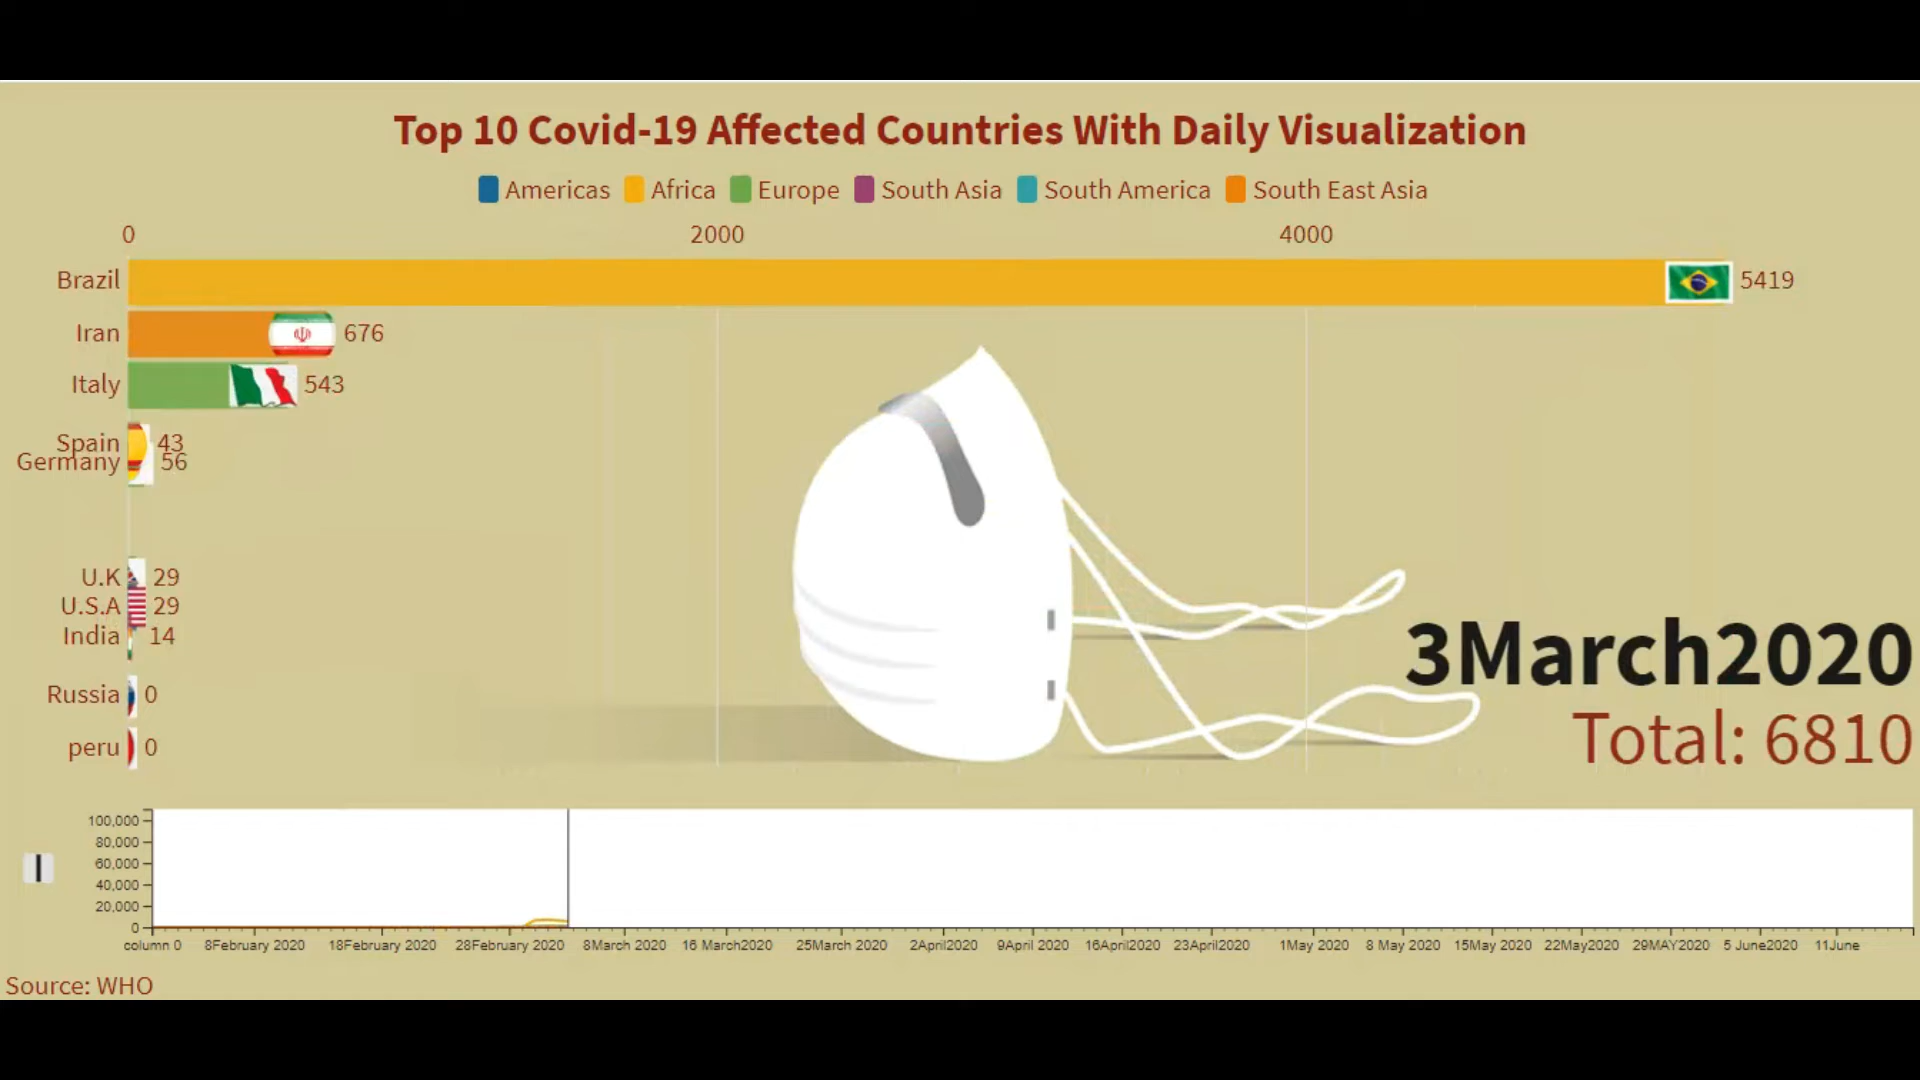 Top 10 Covid-19 Affected Countries With Daily Visualization
Americas Africa Europe South Asia South America South East Asia
0 2000 4000
Brazil 5419
Iran 676
Italy 543
Spain 43
Germany 56
U.K 29
U.S.A 29
India 14
Russia 0
peru 0
3March2020
Total: 6810
100,000
80,000
60,000
40,000
20,000
0
column 0 8February 2020 18February 2020 28February 2020 8March 2020 16 March2020 25March 2020 2April2020 9April 2020 16April2020 23April2020 1May 2020 8 May 2020 15May 2020 22May2020 29MAY2020 5 June2020 11June
Source: WHO